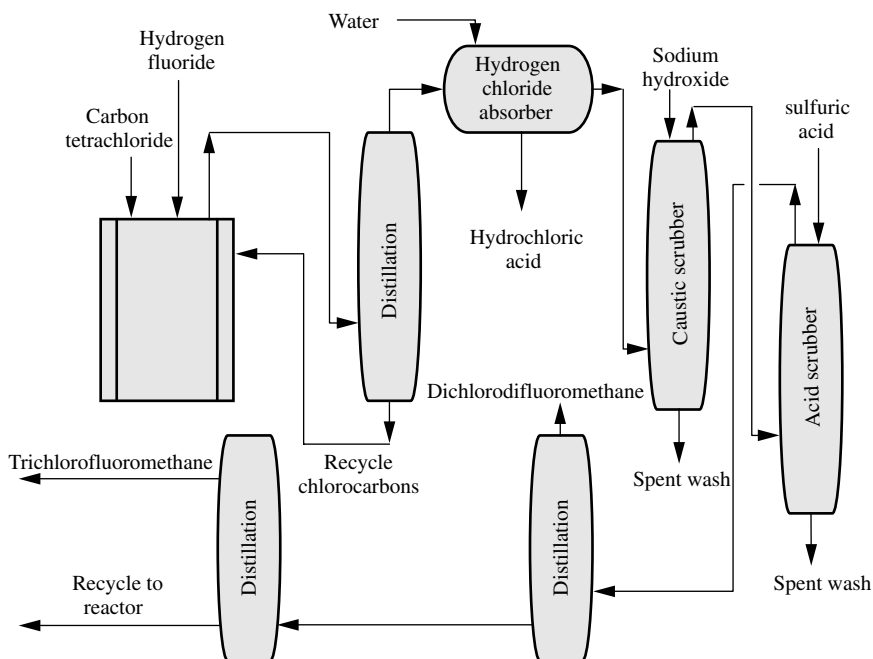 Water
Hydrogen
fluoride
Carbon
tetrachloride
Hydrogen
chloride
absorber
Sodium
hydroxide
sulfuric
acid
Distillation
Hydrochloric
acid
Caustic scrubber
Acid scrubber
Dichlorodifluoromethane
Recycle
chlorocarbons
Spent wash
Spent wash
Trichlorofluoromethane
Distillation
Distillation
Recycle to
reactor